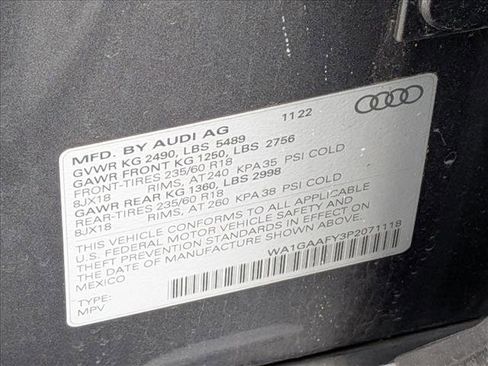 11 22
MFD. BY AUDI AG
GVWR KG 2490, LBS 5489
GAWR FRONT KG 1250, LBS 2756
FRONT-TIRES 235/60 R18
8JX18 RIMS, AT 240 KPA 35 PSI COLD
GAWR REAR KG 1360, LBS 2998
REAR-TIRES 235/60 R18
8JX18 RIMS, AT 260 KPA 38 PSI COLD
THIS VEHICLE CONFORMS TO ALL APPLICABLE
U.S. FEDERAL MOTOR VEHICLE SAFETY AND
THEFT PREVENTION STANDARDS IN EFFECT
ON THE DATE OF MANUFACTURE SHOWN ABOVE.
MEXICO
WA1GAAFY3P2071118
TYPE:
MPV